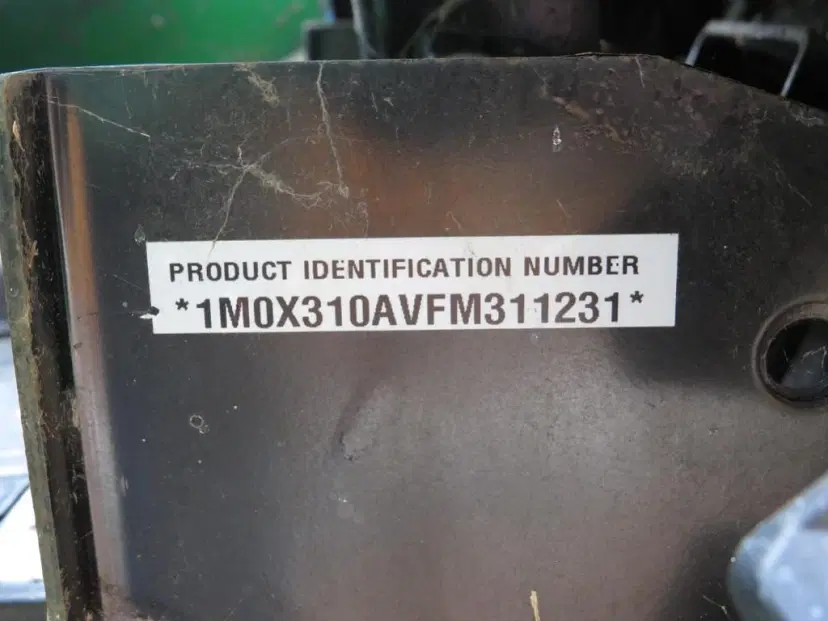 PRODUCT IDENTIFICATION NUMBER
*1M0X310AVFM311231*